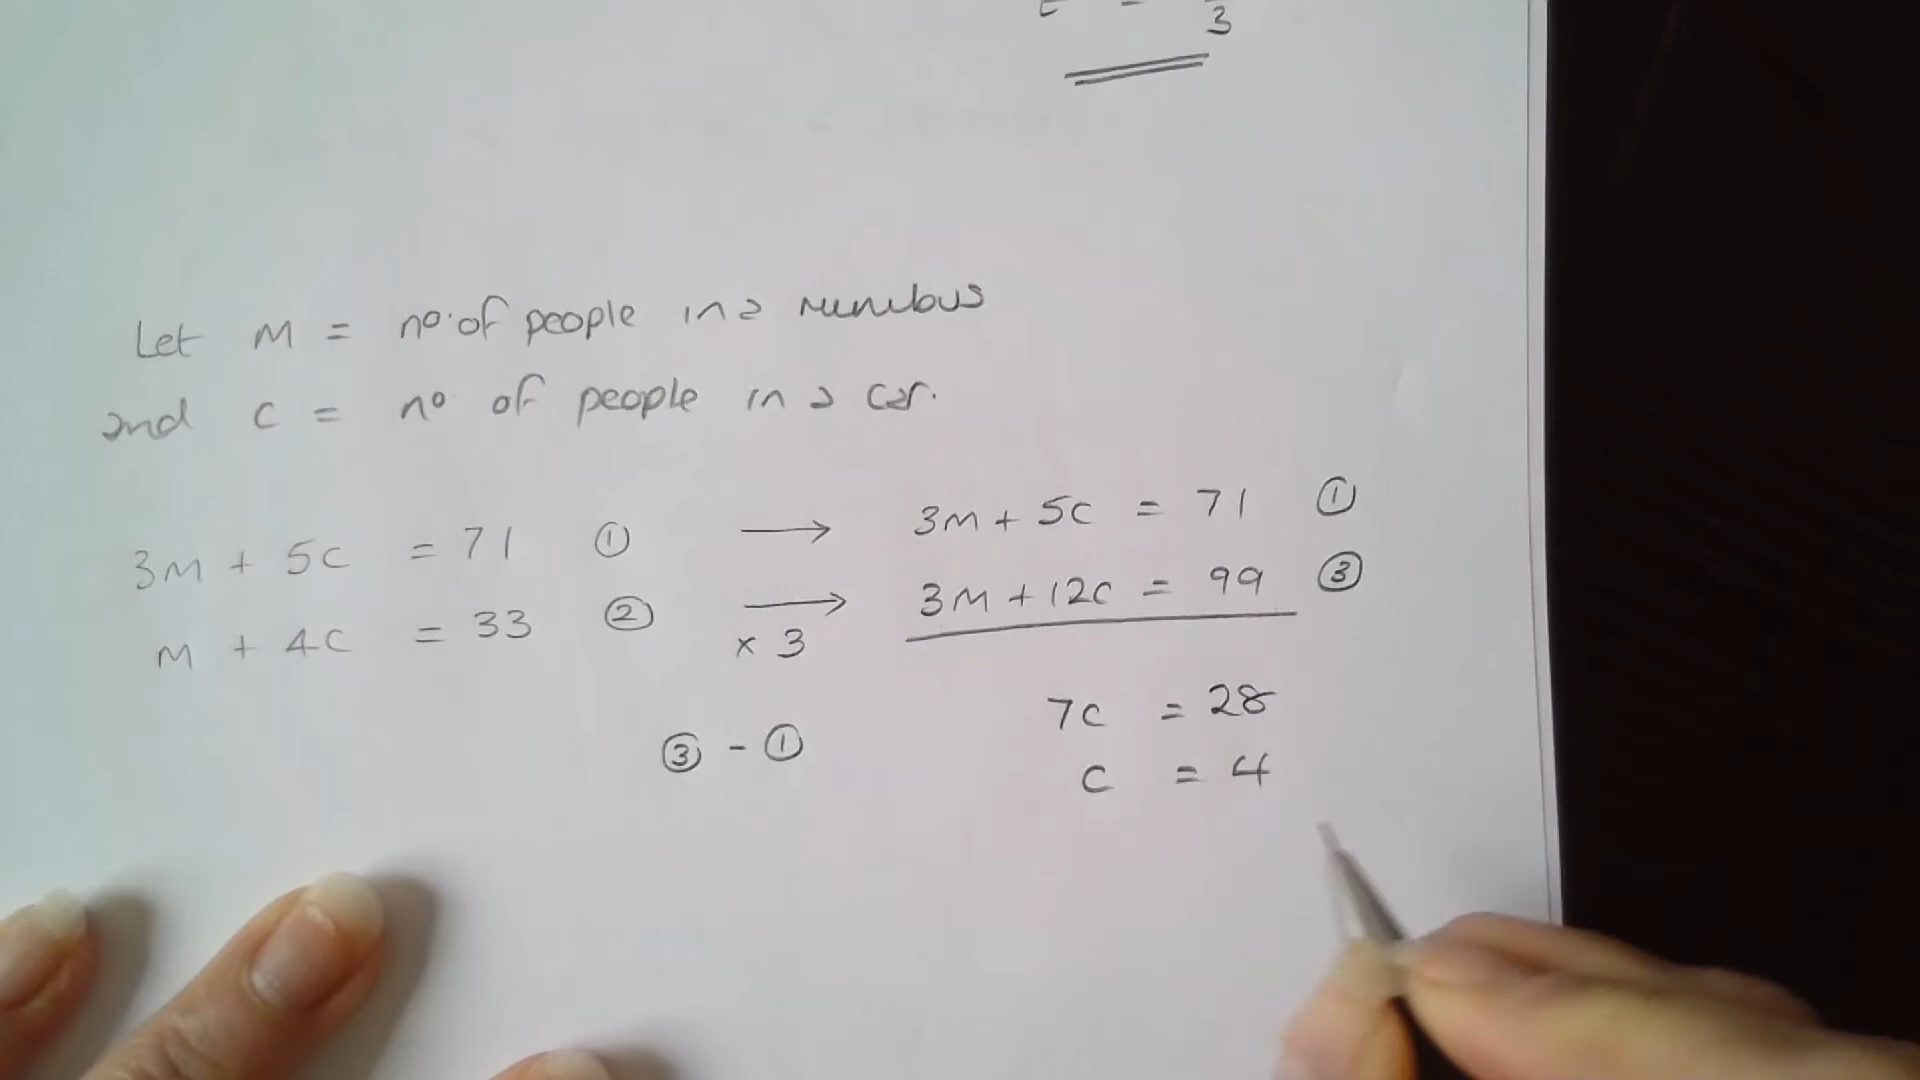 3
Let M = nº of people in a minibus
and C = nº of people in a car.
3M + 5C = 71 ① → 3M + 5C = 71 ①
M + 4C = 33 ② → × 3 3M + 12C = 99 ③
③ - ① 7C = 28
C = 4